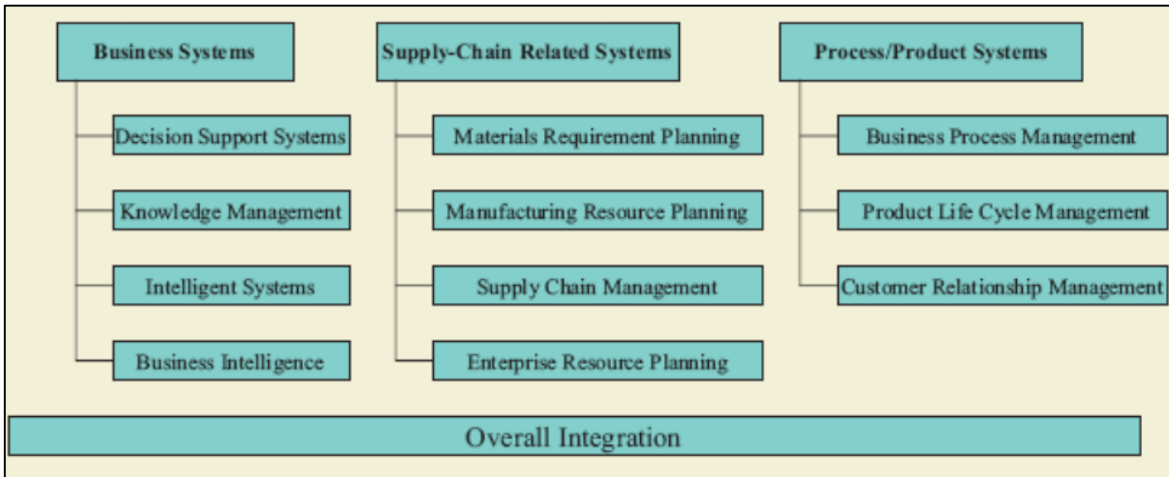 Business Systems
Decision Support Systems
Knowledge Management
Intelligent Systems
Business Intelligence
Supply-Chain Related Systems
Materials Requirement Planning
Manufacturing Resource Planning
Supply Chain Management
Enterprise Resource Planning
Process/Product Systems
Business Process Management
Product Life Cycle Management
Customer Relationship Management
Overall Integration